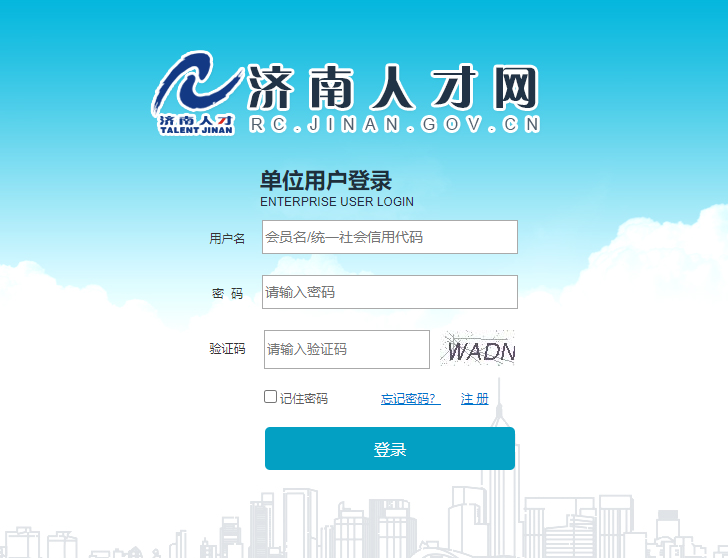 济南人才网
济南人才
TALENT JINAN
RC.JINAN.GOV.CN
单位用户登录
ENTERPRISE USER LOGIN
用户名 会员名/统一社会信用代码
密 码 请输入密码
验证码 请输入验证码 WADN
记住密码 忘记密码? 注 册
登录